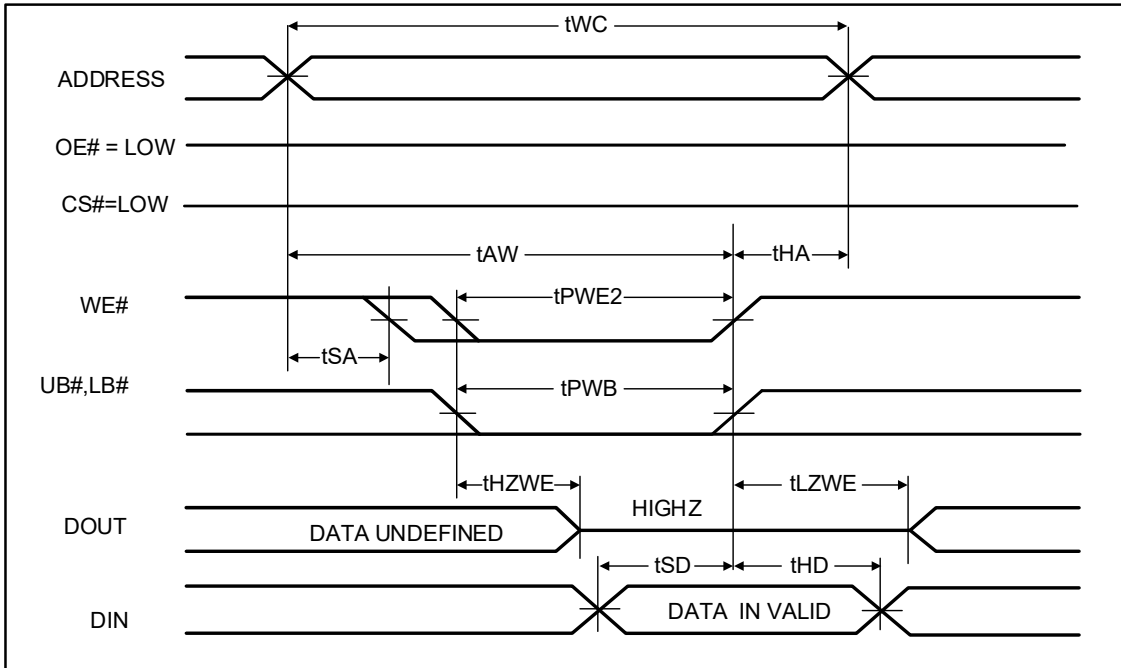 tWC
ADDRESS
OE# = LOW
CS#=LOW
tAW
tHA
WE#
tPWE2
tSA
UB#,LB#
tPWB
tHZWE
tLZWE
HIGHZ
DOUT
DATA UNDEFINED
tSD
tHD
DIN
DATA IN VALID